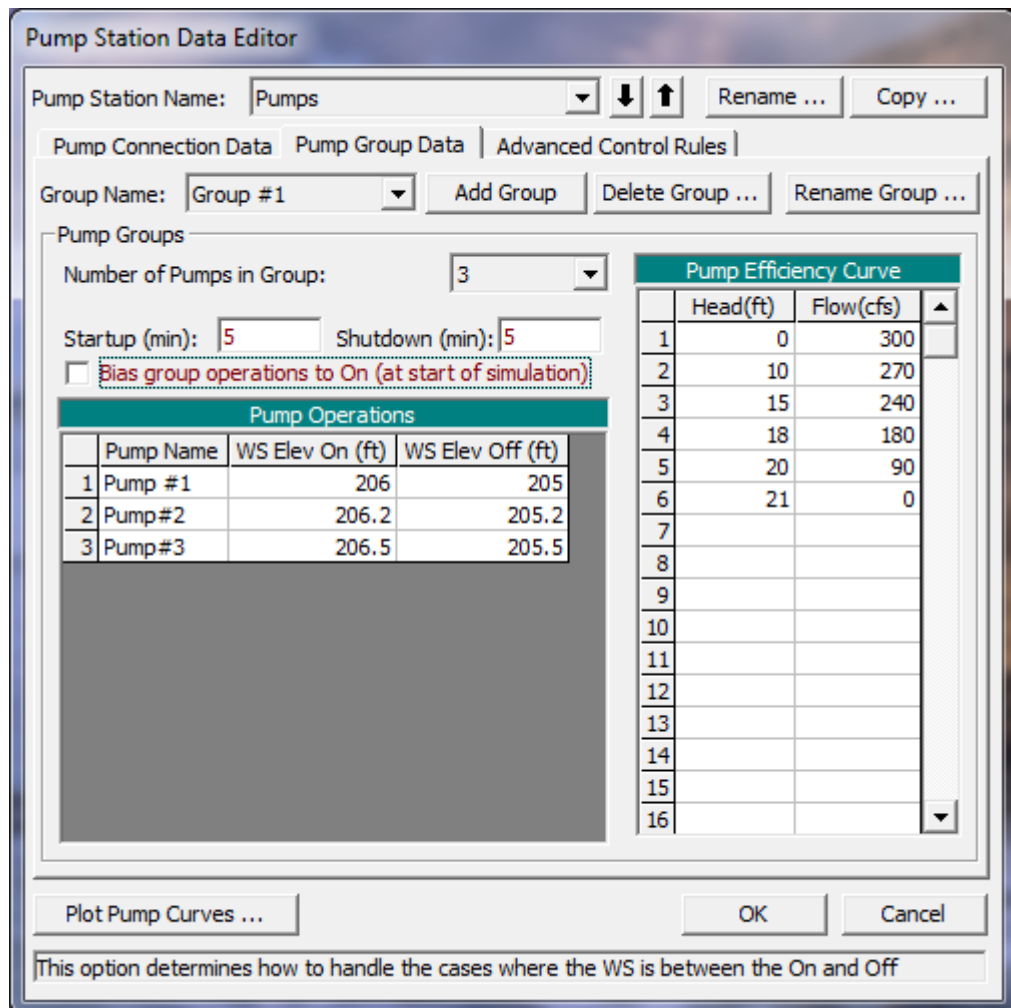 Pump Station Data Editor
Pump Station Name: Pumps Rename ... Copy ...
Pump Connection Data Pump Group Data Advanced Control Rules
Group Name: Group #1 Add Group Delete Group ... Rename Group ...
Pump Groups
Number of Pumps in Group: 3
Startup (min): 5 Shutdown (min): 5
Bias group operations to On (at start of simulation)
Pump Operations
Pump Name WS Elev On (ft) WS Elev Off (ft)
1 Pump #1 206 205
2 Pump#2 206.2 205.2
3 Pump#3 206.5 205.5
Pump Efficiency Curve
Head(ft) Flow(cfs)
1 0 300
2 10 270
3 15 240
4 18 180
5 20 90
6 21 0
7
8
9
10
11
12
13
14
15
16
Plot Pump Curves ... OK Cancel
This option determines how to handle the cases where the WS is between the On and Off